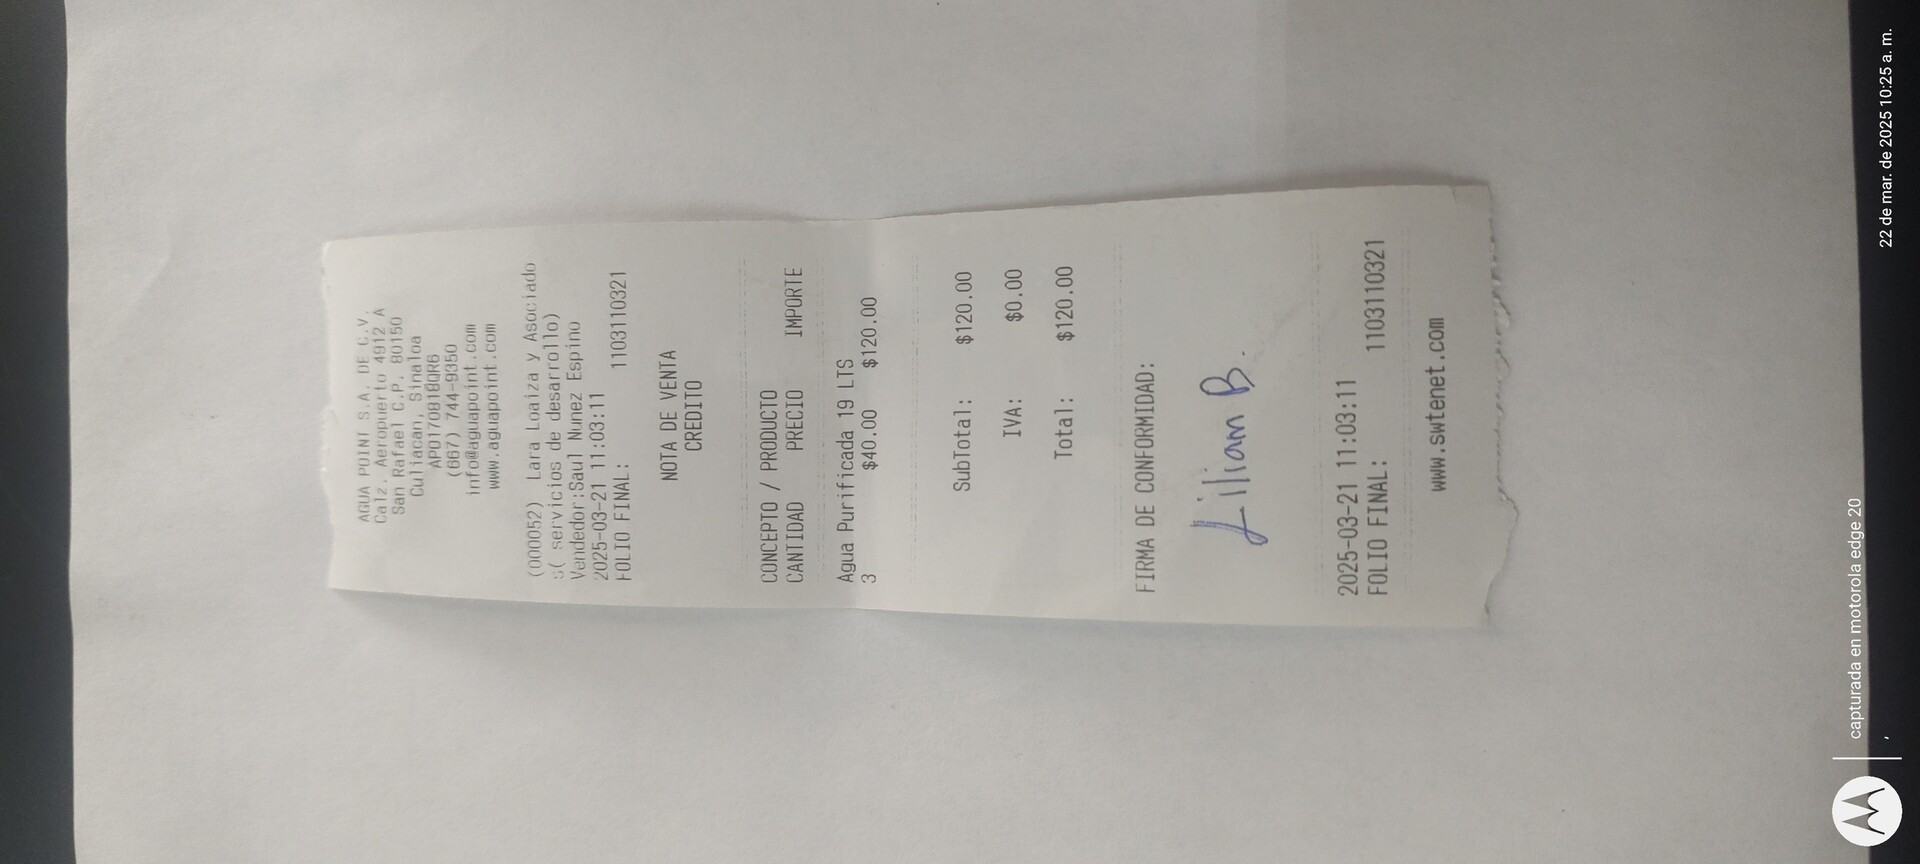 AGUA POINT S.A. DE C.V.
Calz. Aeropuerto 4912 A
San Rafael C.P. 80150
Culiacan, Sinaloa
APO170818QR6
(667) 744-9350
info@aguapoint.com
www.aguapoint.com
(000052) Lara Loaiza y Asociado
s( servicios de desarrollo)
Vendedor:Saul Nunez Espino
2025-03-21 11:03:11
FOLIO FINAL: 1103110321
NOTA DE VENTA
CREDITO
CONCEPTO / PRODUCTO
CANTIDAD PRECIO IMPORTE
Agua Purificada 19 LTS
3 $40.00 $120.00
SubTotal: $120.00
IVA: $0.00
Total: $120.00
FIRMA DE CONFORMIDAD:
Liliam B.
2025-03-21 11:03:11
FOLIO FINAL: 1103110321
www.swtenet.com
capturada en motorola edge 20
, 22 de mar. de 2025 10:25 a. m.